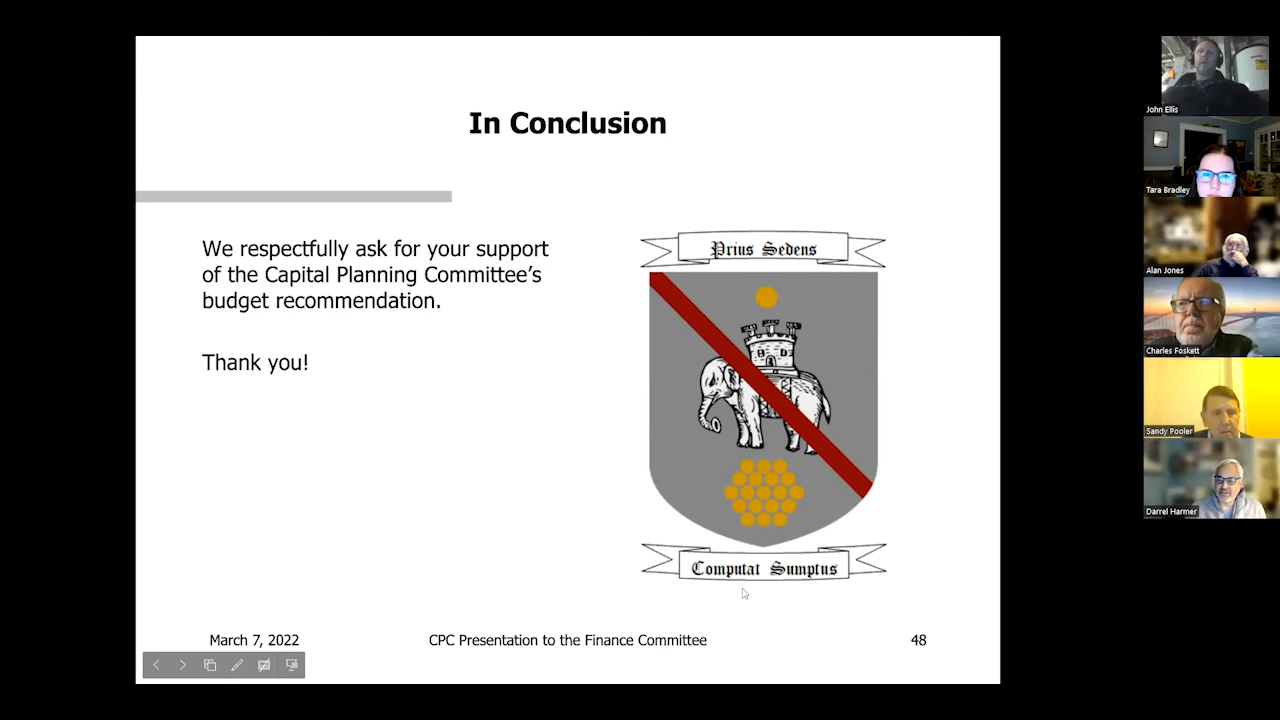 In Conclusion
We respectfully ask for your support
of the Capital Planning Committee's
budget recommendation.
Thank you!
Prius Sedens
Computat Sumptus
March 7, 2022
CPC Presentation to the Finance Committee
48
John Ellis
Tara Bradley
Alan Jones
Charles Foskett
Sandy Pooler
Darrel Harmer